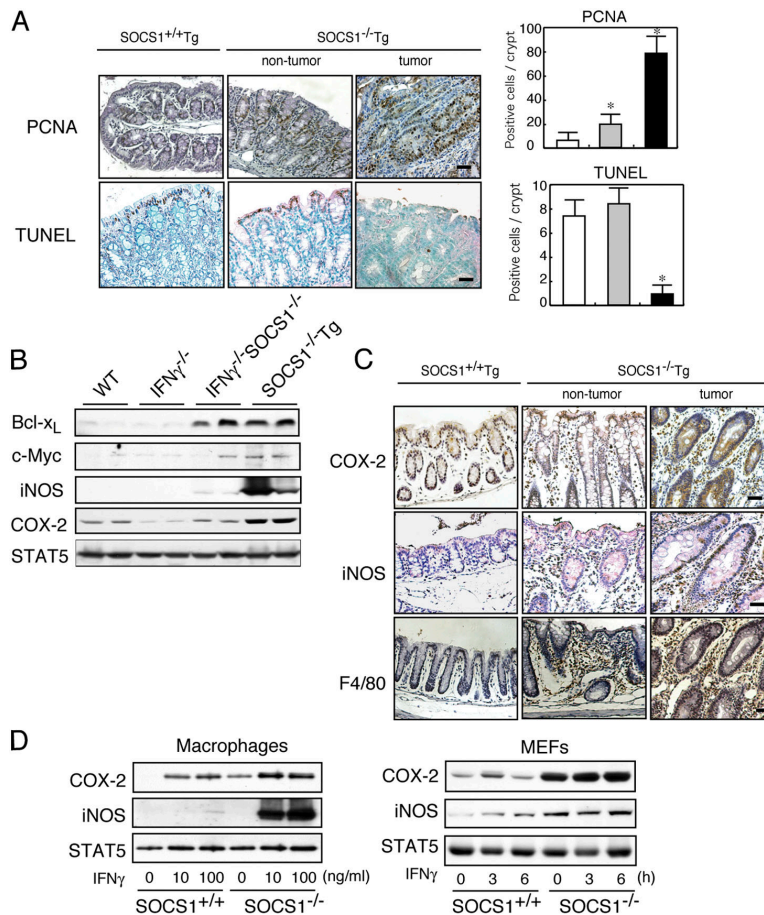 A
SOCS1+/+Tg
SOCS1-/-Tg
non-tumor
tumor
PCNA
TUNEL
PCNA
Positive cells / crypt
100
80
60
40
20
0
*
*
TUNEL
Positive cells / crypt
10
8
6
4
2
0
*
B
WT
IFNγ-/-
IFNγ-/-SOCS1-/-
SOCS1-/-Tg
Bcl-xL
c-Myc
iNOS
COX-2
STAT5
C
SOCS1+/+Tg
SOCS1-/-Tg
non-tumor
tumor
COX-2
iNOS
F4/80
D
Macrophages
COX-2
iNOS
STAT5
IFNγ 0 10 100 0 10 100 (ng/ml)
SOCS1+/+ SOCS1-/-
MEFs
COX-2
iNOS
STAT5
IFNγ 0 3 6 0 3 6 (h)
SOCS1+/+ SOCS1-/-